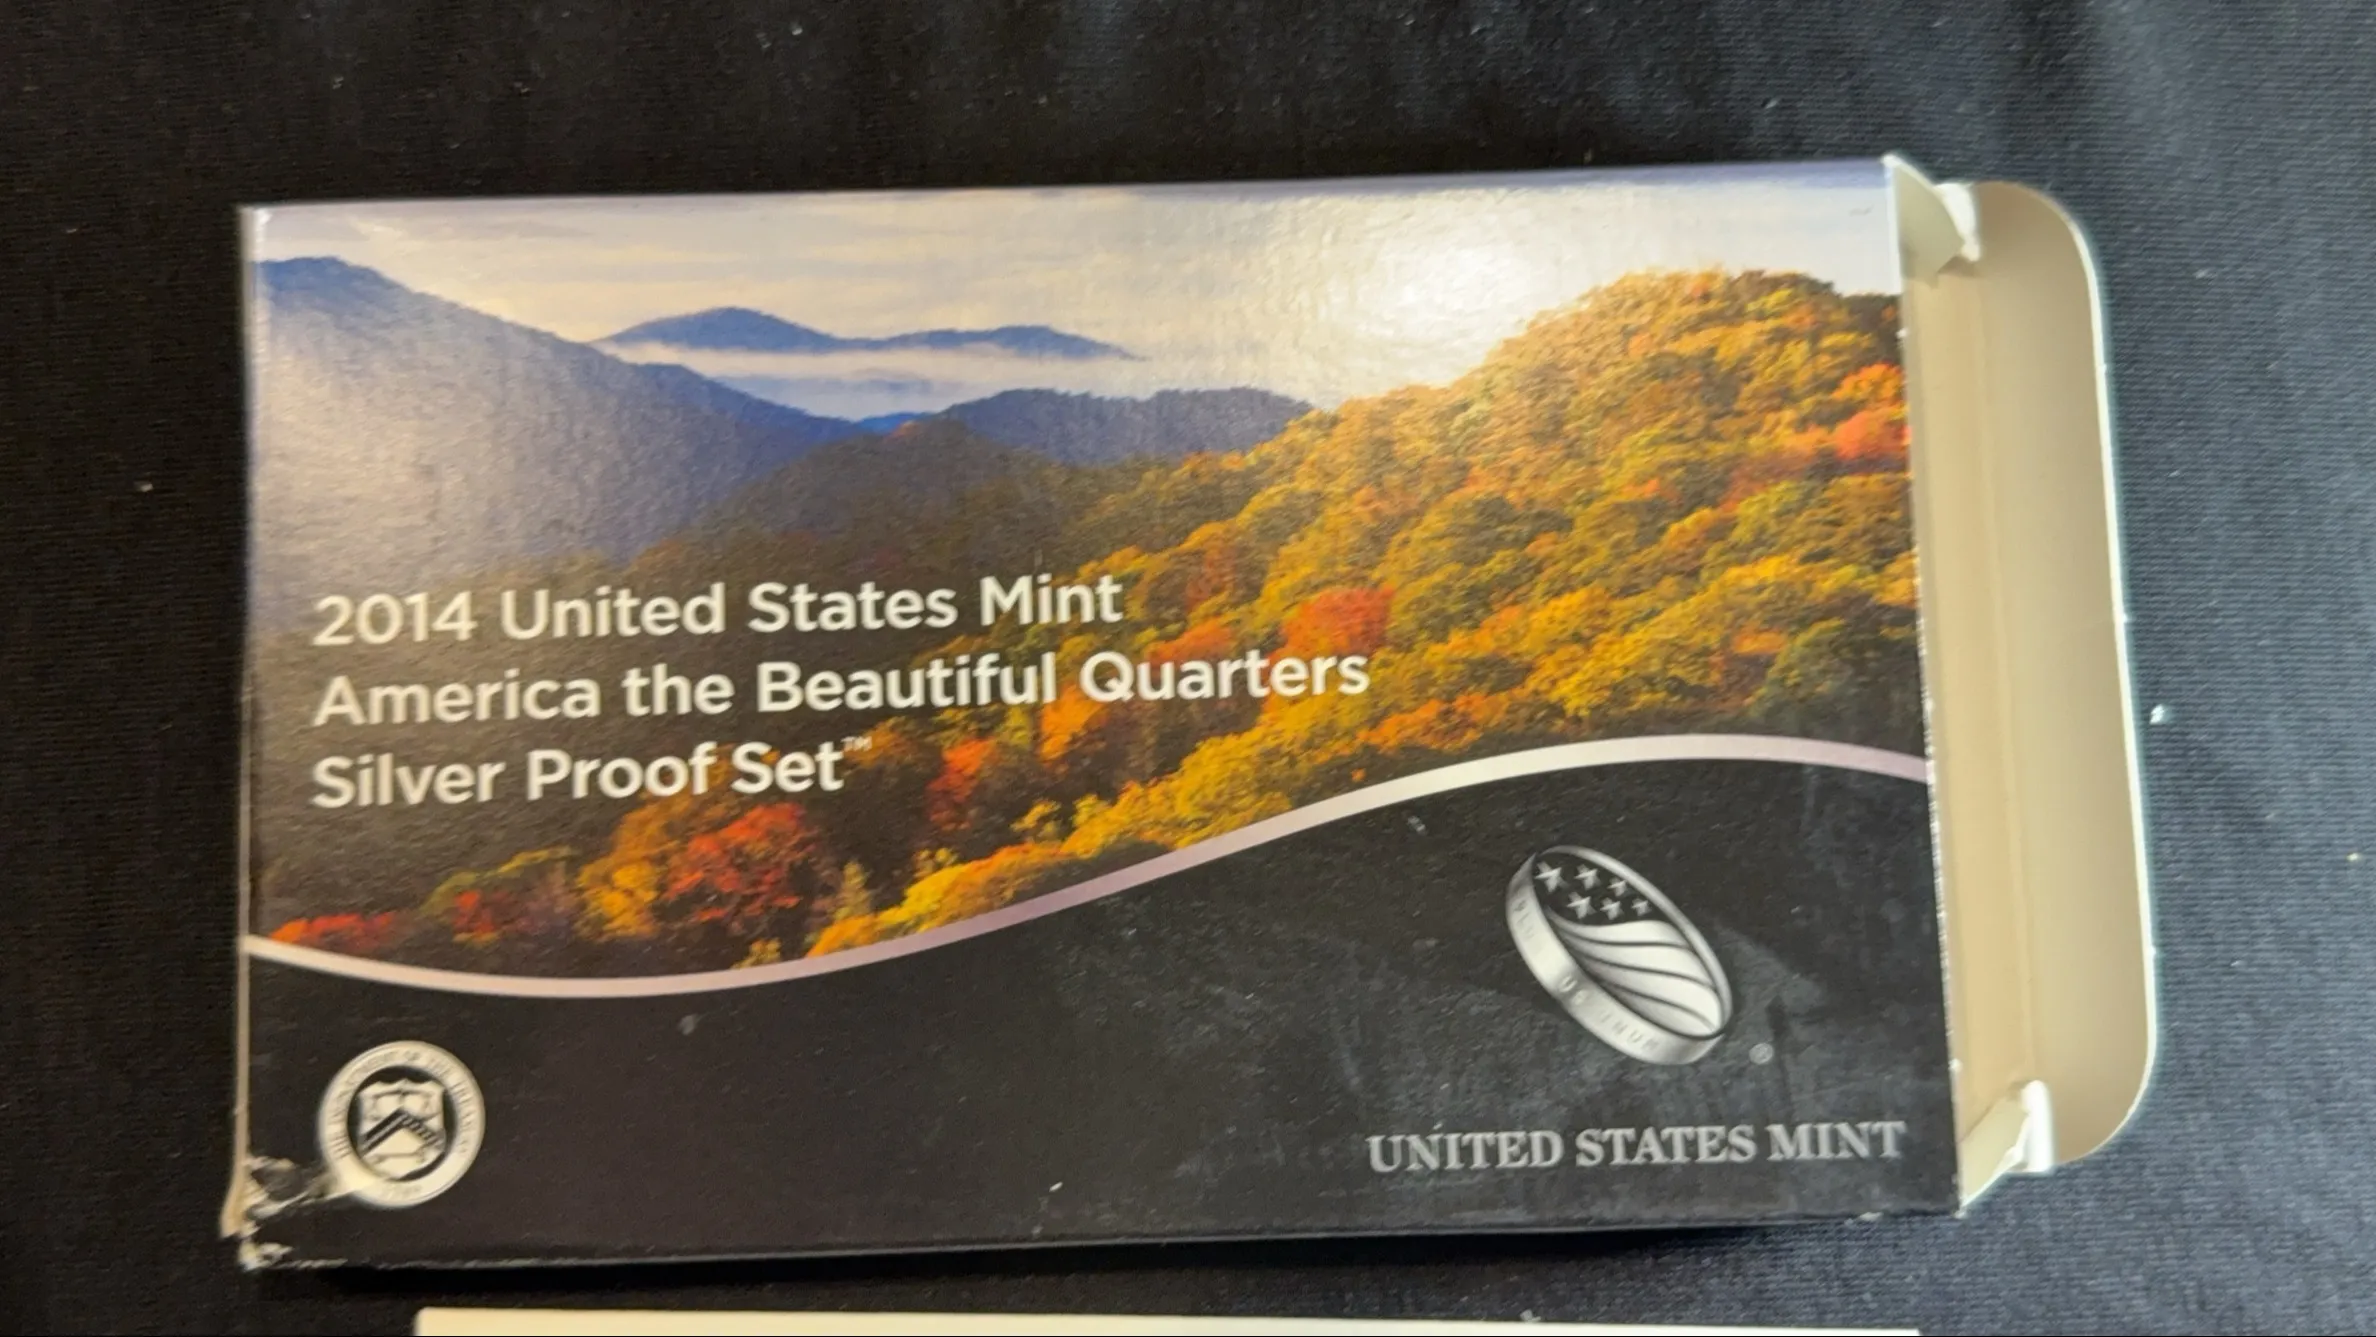 2014 United States Mint
America the Beautiful Quarters
Silver Proof Set™
UNITED STATES MINT